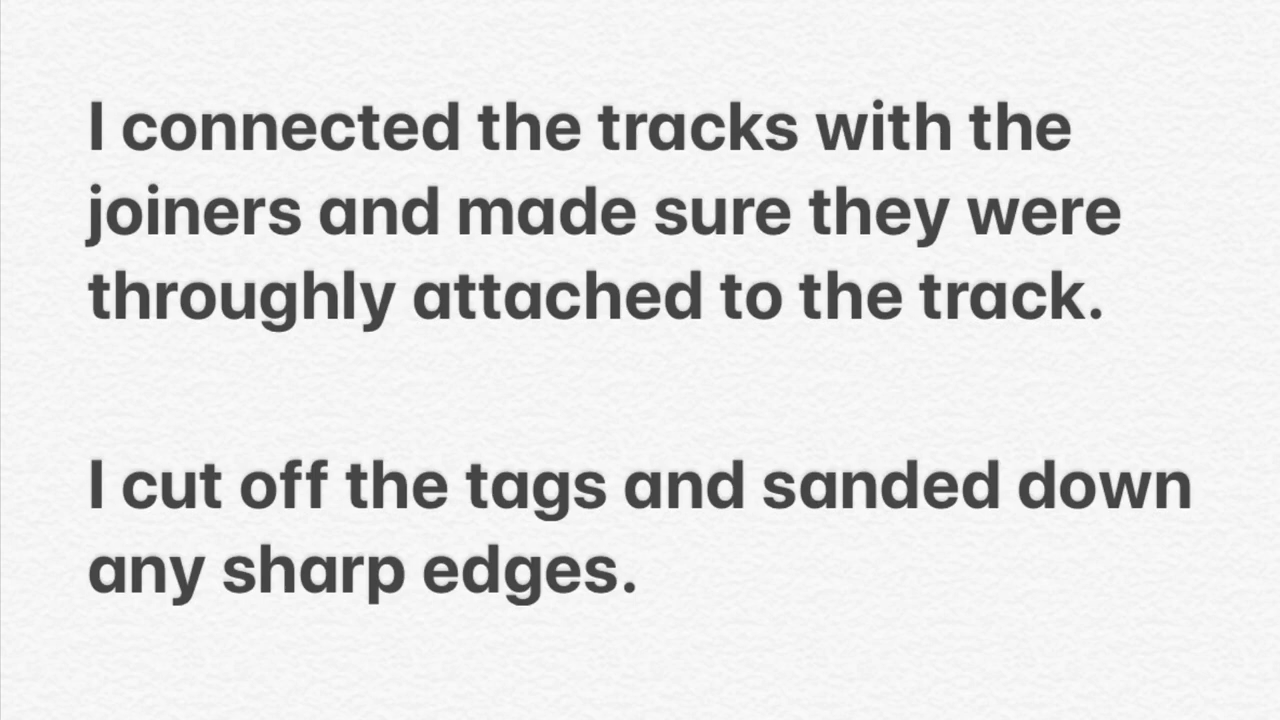 I connected the tracks with the
joiners and made sure they were
throughly attached to the track.
I cut off the tags and sanded down
any sharp edges.